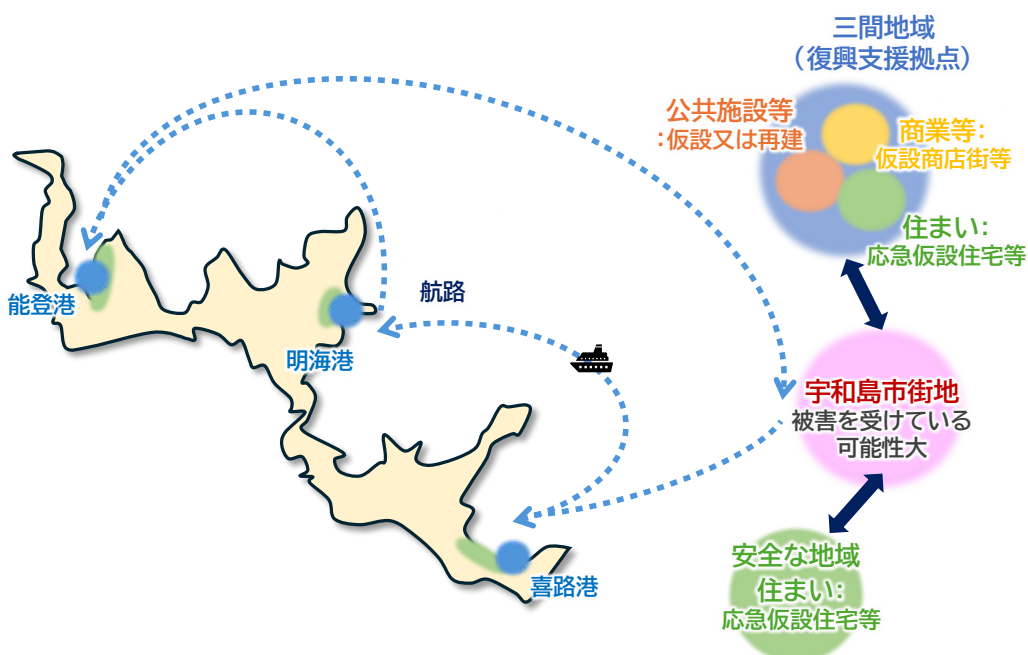 三間地域
（復興支援拠点）
公共施設等
：仮設又は再建
商業等：
仮設商店街等
住まい：
応急仮設住宅等
能登港
明海港
航路
宇和島市街地
被害を受けている
可能性大
喜路港
安全な地域
住まい：
応急仮設住宅等